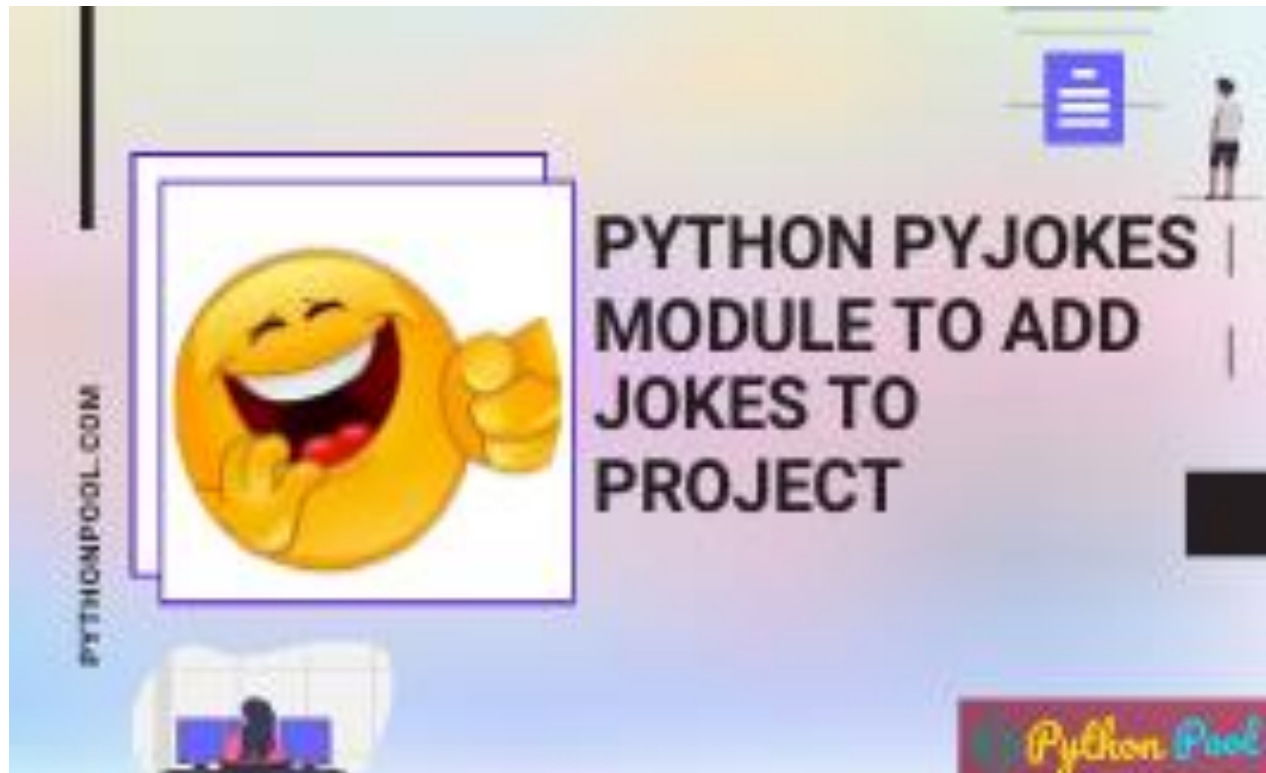 PYTHON PYJOKES
MODULE TO ADD
JOKES TO
PROJECT
PYTHONPOOL.COM
Python Pool